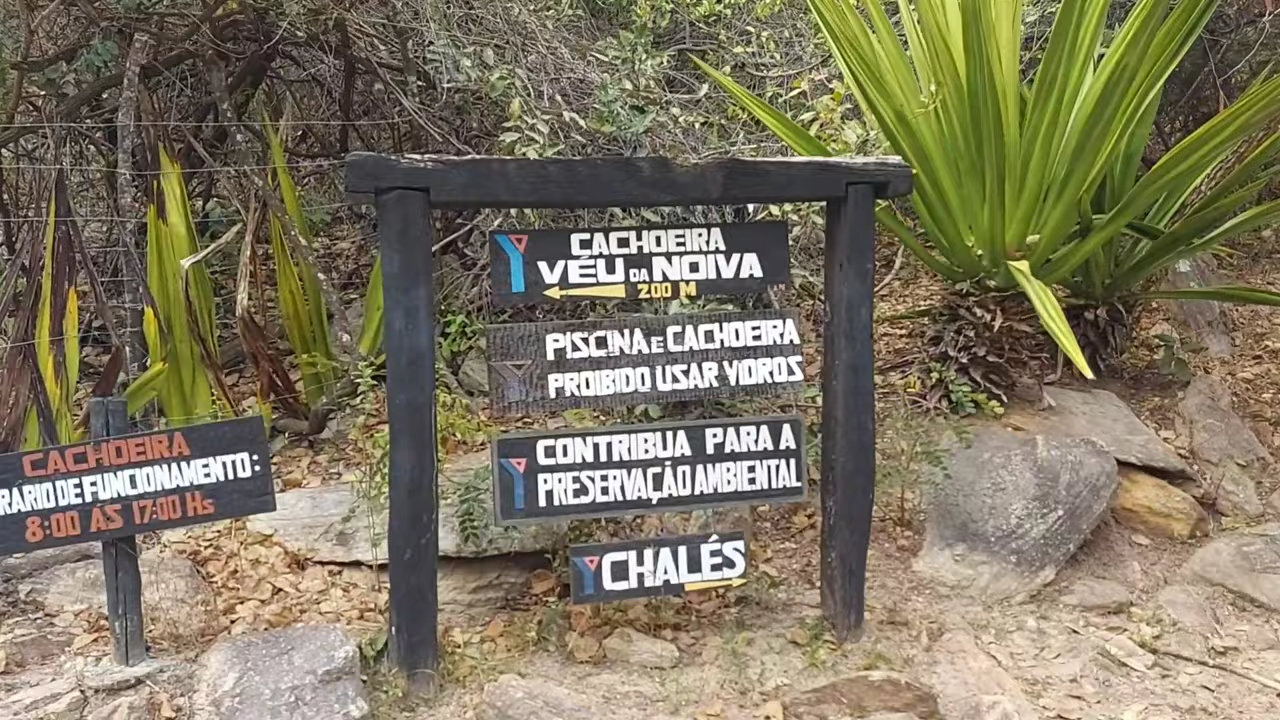 CACHOEIRA
VÉU DA NOIVA
200 M
PISCINA E CACHOEIRA
PROIBIDO USAR VIDROS
CONTRIBUA PARA A
PRESERVAÇÃO AMBIENTAL
CHALÉS
CACHOEIRA
RARIO DE FUNCIONAMENTO:
8:00 ÁS 17:00 Hs